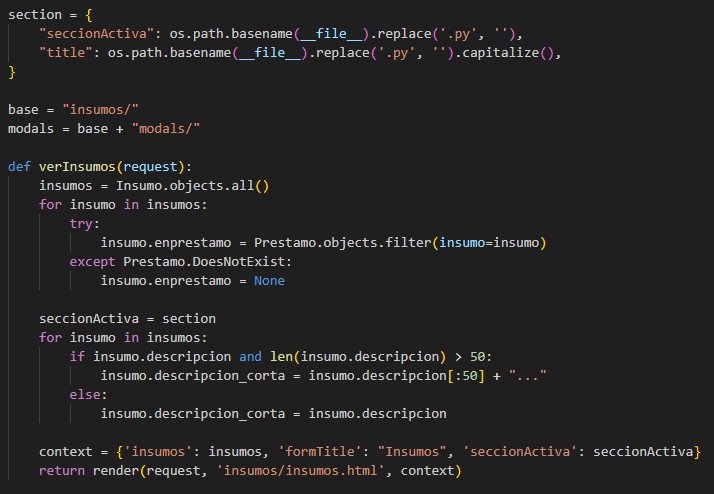 section = {
    "seccionActiva": os.path.basename(__file__).replace('.py', ''),
    "title": os.path.basename(__file__).replace('.py', '').capitalize(),
}

base = "insumos/"
modals = base + "modals/"

def verInsumos(request):
    insumos = Insumo.objects.all()
    for insumo in insumos:
        try:
            insumo.enprestamo = Prestamo.objects.filter(insumo=insumo)
        except Prestamo.DoesNotExist:
            insumo.enprestamo = None

    seccionActiva = section
    for insumo in insumos:
        if insumo.descripcion and len(insumo.descripcion) > 50:
            insumo.descripcion_corta = insumo.descripcion[:50] + "..."
        else:
            insumo.descripcion_corta = insumo.descripcion

    context = {'insumos': insumos, 'formTitle': "Insumos", 'seccionActiva': seccionActiva}
    return render(request, 'insumos/insumos.html', context)